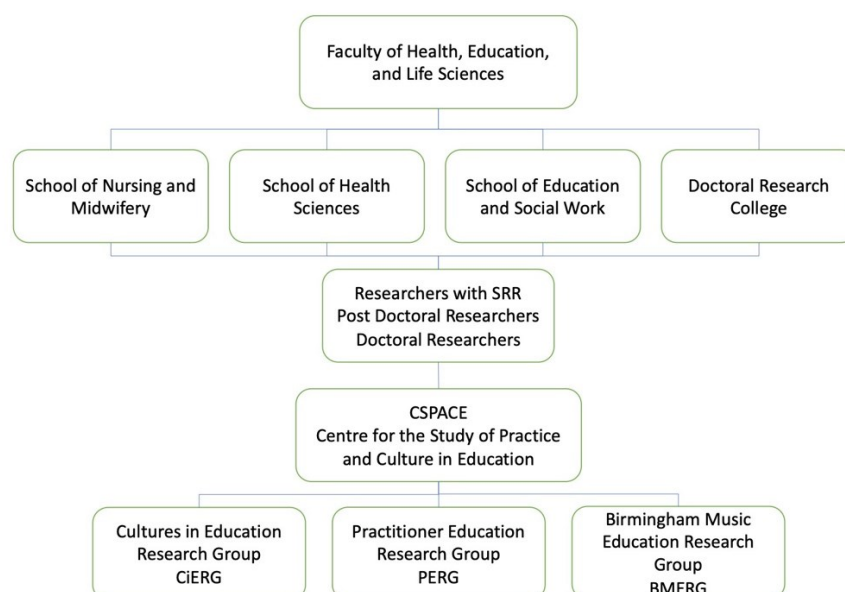 Faculty of Health, Education,
and Life Sciences
School of Nursing and
Midwifery
School of Health
Sciences
School of Education
and Social Work
Doctoral Research
College
Researchers with SRR
Post Doctoral Researchers
Doctoral Researchers
CSPACE
Centre for the Study of Practice
and Culture in Education
Cultures in Education
Research Group
CiERG
Practitioner Education
Research Group
PERG
Birmingham Music
Education Research
Group
BMERG